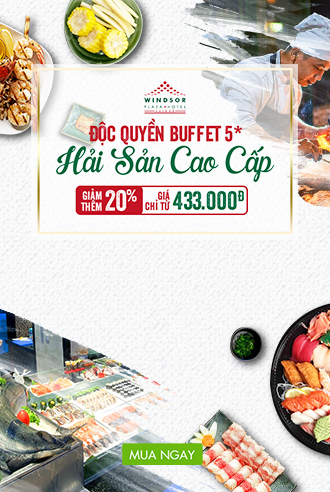 WINDSOR
PLAZA HOTEL
ĐỘC QUYỀN BUFFET 5*
Hải Sản Cao Cấp
GIẢM THÊM 20% GIÁ CHỈ TỪ 433.000Đ
MUA NGAY